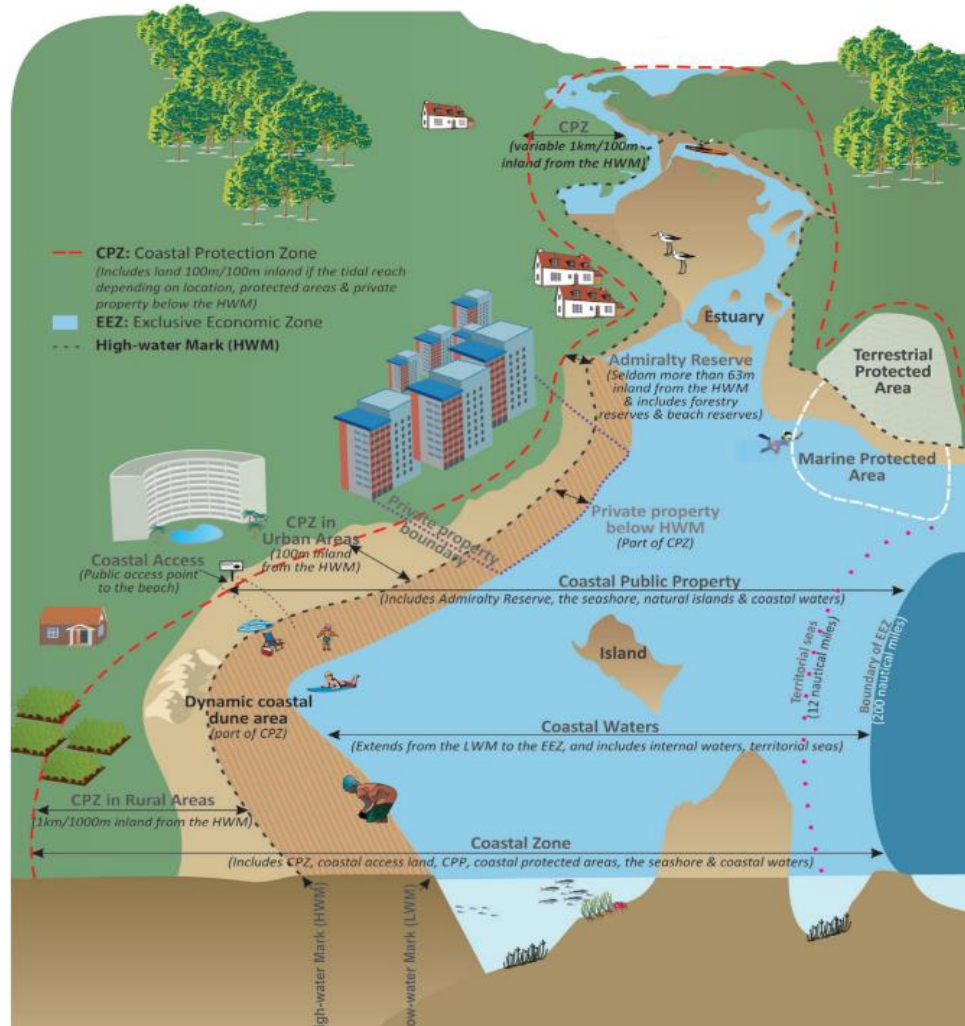 CPZ
(variable 1km/100m
inland from the HWM)
CPZ: Coastal Protection Zone
(Includes land 100m/100m inland if the tidal reach
depending on location, protected areas & private
property below the HWM)
EEZ: Exclusive Economic Zone
High-water Mark (HWM)
Estuary
Admiralty Reserve
(Seldom more than 63m
inland from the HWM
& includes forestry
reserves & beach reserves)
Terrestrial
Protected
Area
Marine Protected
Area
Private property
boundary
Private property
below HWM
(Part of CPZ)
CPZ in
Urban Areas
(100m inland
from the HWM)
Coastal Access
(Public access point
to the beach)
Coastal Public Property
(Includes Admiralty Reserve, the seashore, natural islands & coastal waters)
Island
Territorial seas
(12 nautical miles)
Boundary of EEZ
(200 nautical miles)
Dynamic coastal
dune area
(part of CPZ)
Coastal Waters
(Extends from the LWM to the EEZ, and includes internal waters, territorial seas)
CPZ in Rural Areas
(1km/1000m inland from the HWM)
Coastal Zone
(Includes CPZ, coastal access land, CPP, coastal protected areas, the seashore & coastal waters)
igh-water Mark (HWM)
ow-water Mark (LWM)